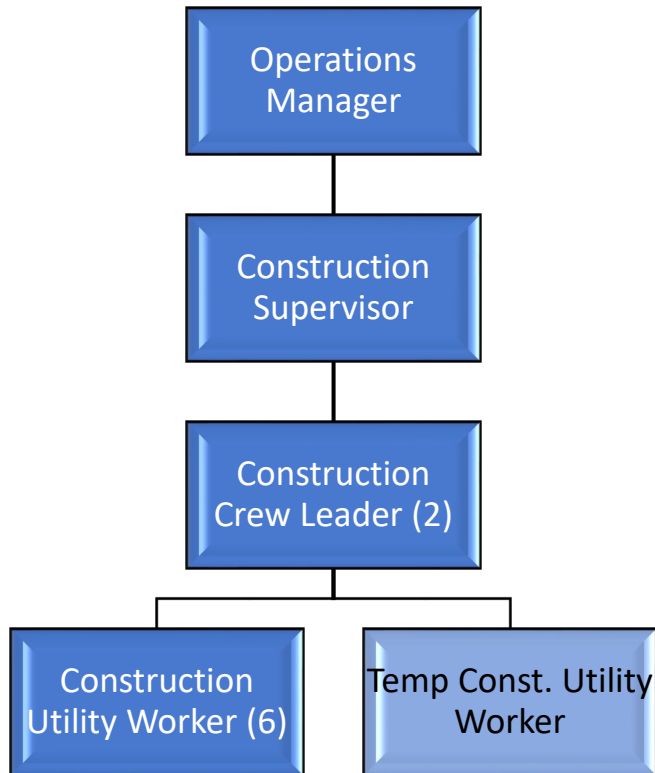 Operations
Manager
Construction
Supervisor
Construction
Crew Leader (2)
Construction
Utility Worker (6)
Temp Const. Utility
Worker